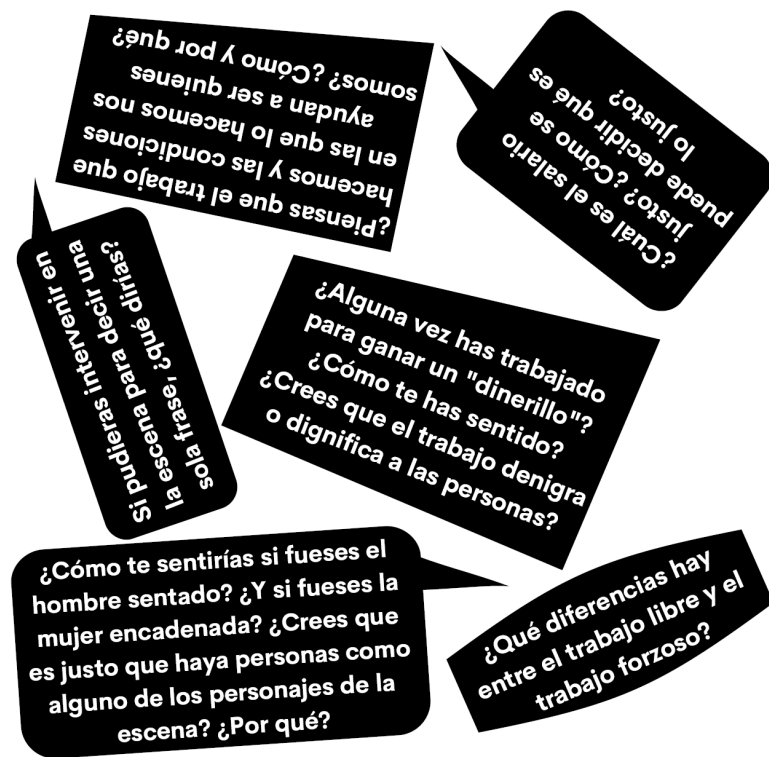 ¿Piensas que el trabajo que
hacemos y las condiciones
en las que lo hacemos nos
ayudan a ser quienes
somos? ¿Cómo y por qué?
¿Cuál es el salario
justo? ¿Cómo se
puede decidir qué es
lo justo?
Si pudieras intervenir en
la escena para decir una
sola frase, ¿qué dirías?
¿Alguna vez has trabajado
para ganar un "dinerillo"?
¿Cómo te has sentido?
¿Crees que el trabajo denigra
o dignifica a las personas?
¿Cómo te sentirías si fueses el
hombre sentado? ¿Y si fueses la
mujer encadenada? ¿Crees que
es justo que haya personas como
alguno de los personajes de la
escena? ¿Por qué?
¿Qué diferencias hay
entre el trabajo libre y el
trabajo forzoso?